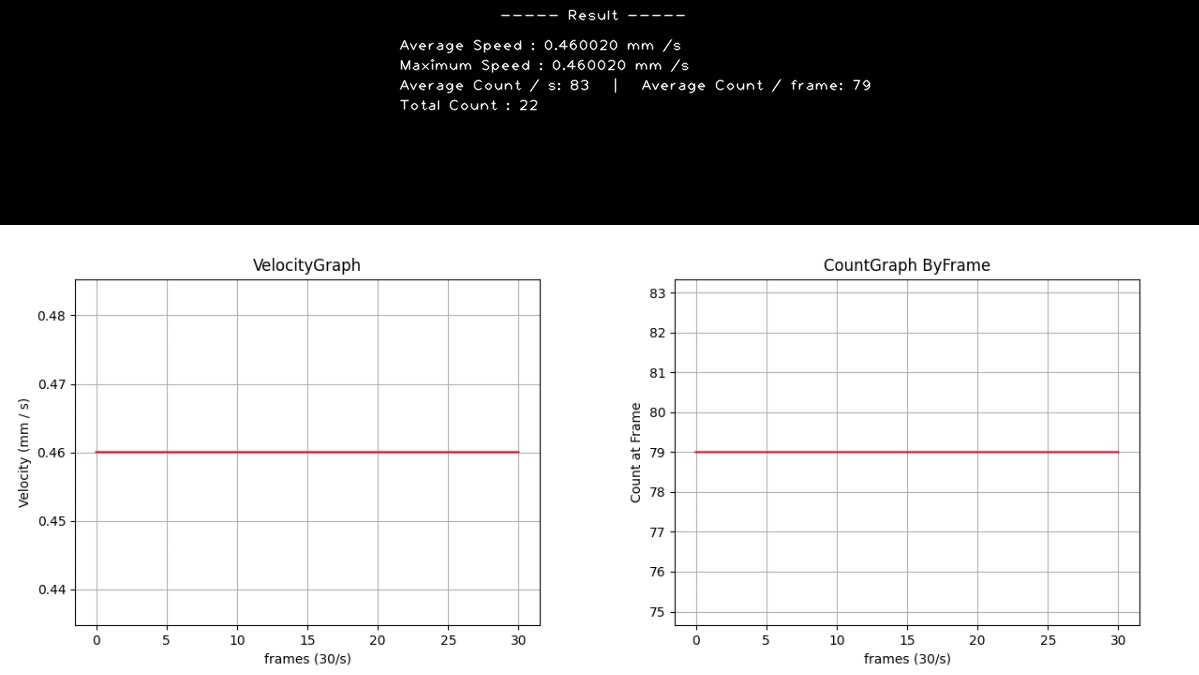 ----- Result -----
Average Speed : 0.460020 mm /s
Maximum Speed : 0.460020 mm /s
Average Count / s: 83 | Average Count / frame: 79
Total Count : 22
VelocityGraph
0.48
0.47
0.46
0.45
0.44
Velocity (mm / s)
0 5 10 15 20 25 30
frames (30/s)
CountGraph ByFrame
83
82
81
80
79
78
77
76
75
Count at Frame
0 5 10 15 20 25 30
frames (30/s)